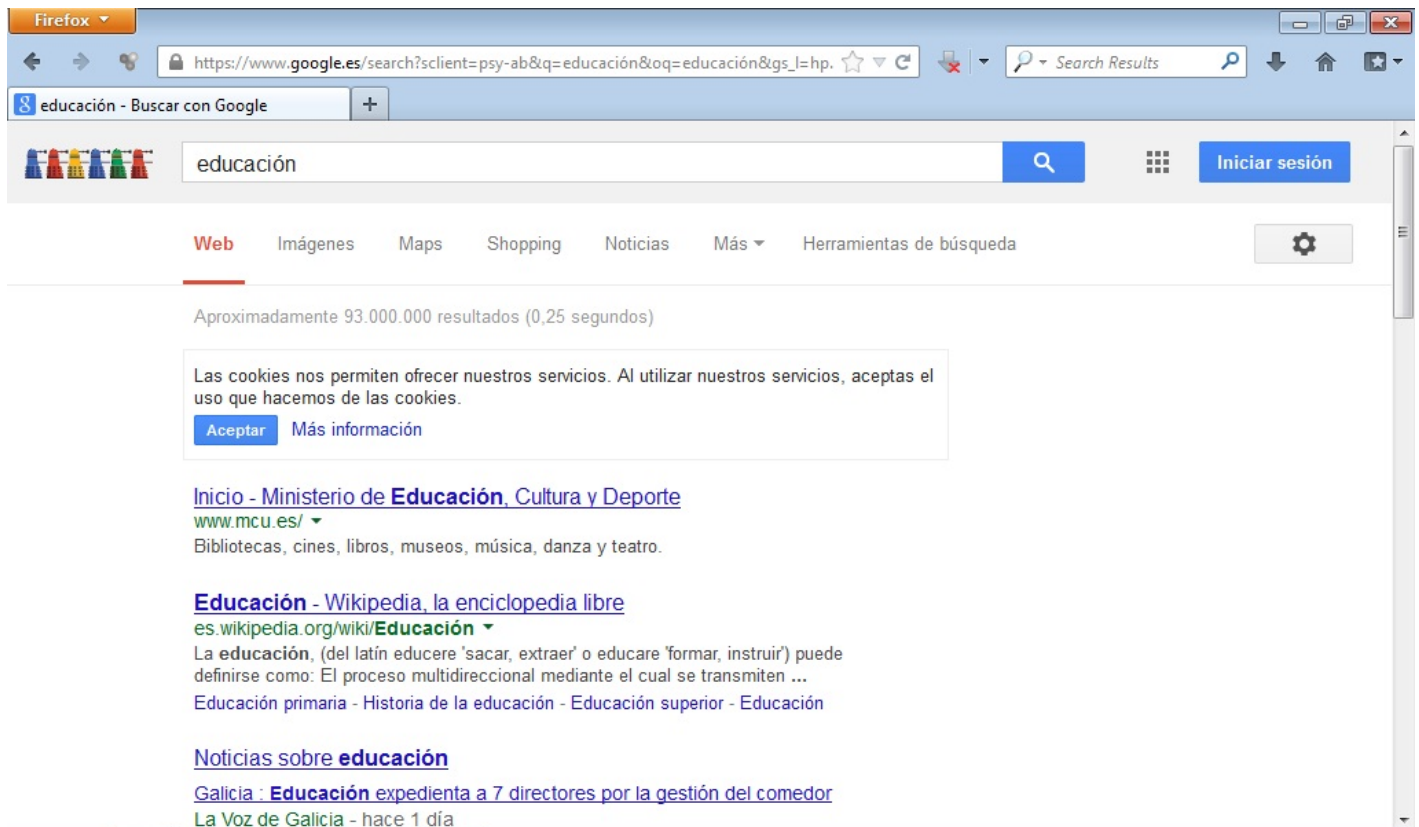 Firefox
https://www.google.es/search?sclient=psy-ab&q=educación&oq=educación&gs_l=hp.
Search Results
8 educación - Buscar con Google
educación
Iniciar sesión
Web Imágenes Maps Shopping Noticias Más Herramientas de búsqueda
Aproximadamente 93.000.000 resultados (0,25 segundos)
Las cookies nos permiten ofrecer nuestros servicios. Al utilizar nuestros servicios, aceptas el
uso que hacemos de las cookies.
Aceptar Más información
Inicio - Ministerio de Educación, Cultura y Deporte
www.mcu.es/
Bibliotecas, cines, libros, museos, música, danza y teatro.
Educación - Wikipedia, la enciclopedia libre
es.wikipedia.org/wiki/Educación
La educación, (del latín educere 'sacar, extraer' o educare 'formar, instruir') puede
definirse como: El proceso multidireccional mediante el cual se transmiten ...
Educación primaria - Historia de la educación - Educación superior - Educación
Noticias sobre educación
Galicia : Educación expedienta a 7 directores por la gestión del comedor
La Voz de Galicia - hace 1 día